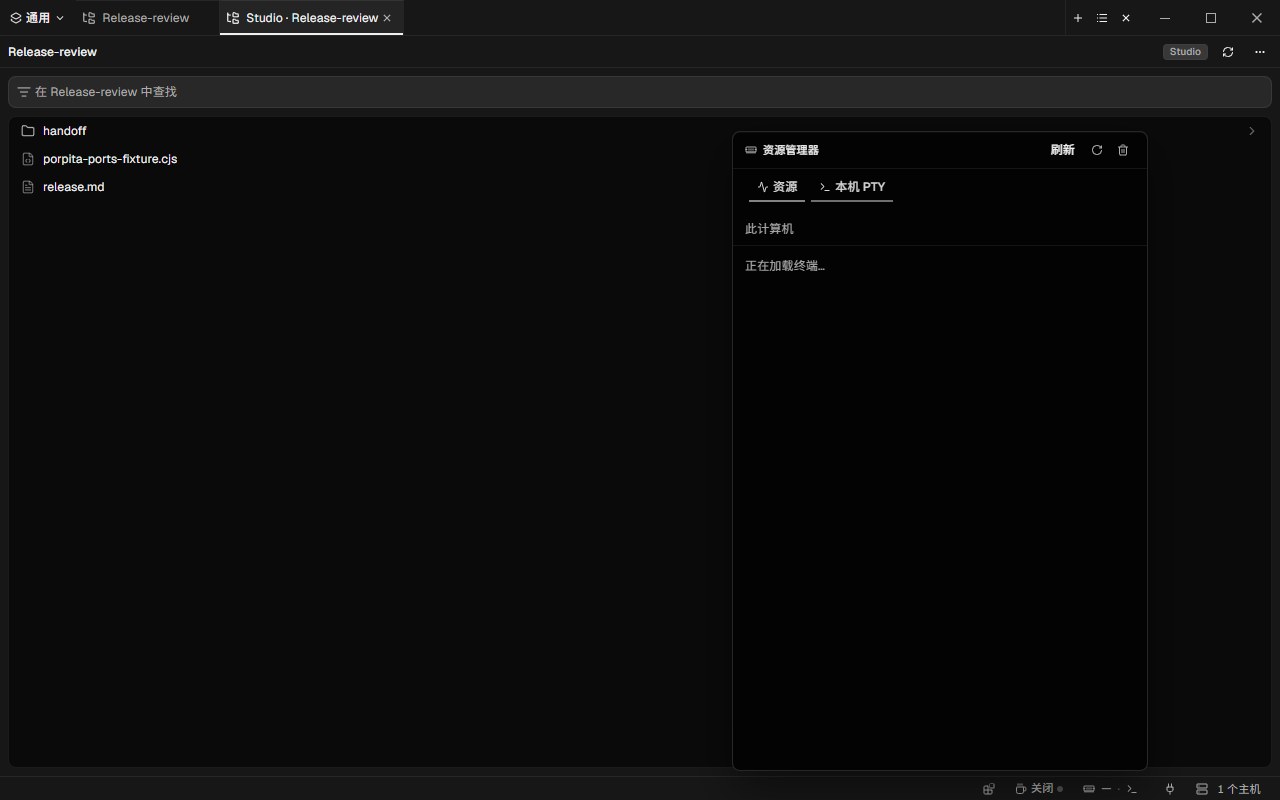 通用
Release-review
Studio · Release-review
Release-review
Studio
在 Release-review 中查找
handoff
porpita-ports-fixture.cjs
release.md
资源管理器
刷新
资源
本机 PTY
此计算机
正在加载终端...
关闭
1 个主机